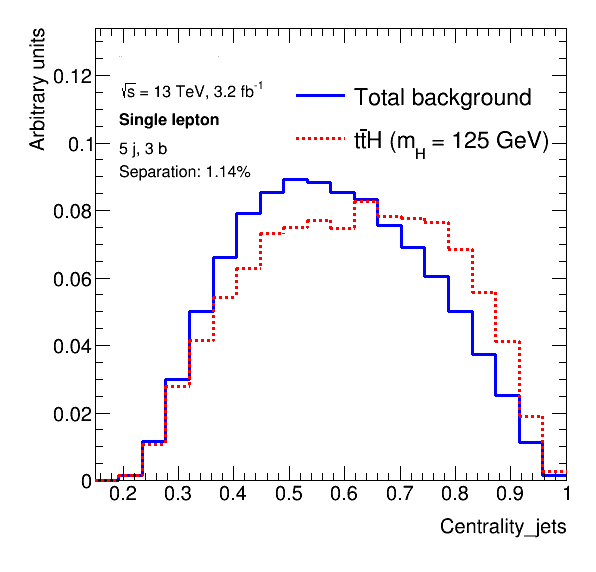 Arbitrary units
0.12
0.1
0.08
0.06
0.04
0.02
0
√s = 13 TeV, 3.2 fb⁻¹
Single lepton
5 j, 3 b
Separation: 1.14%
Total background
tt̄H (m_H = 125 GeV)
0.2 0.3 0.4 0.5 0.6 0.7 0.8 0.9 1
Centrality_jets